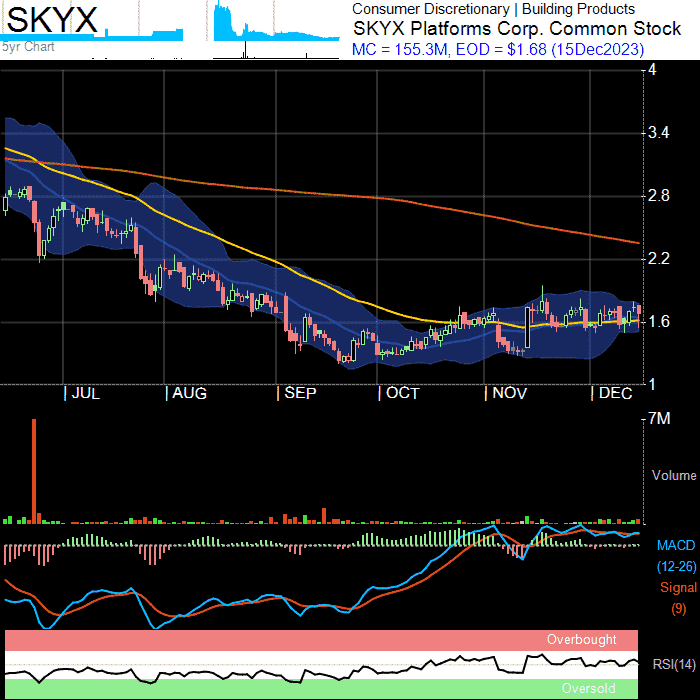 SKYX
5yr Chart
Consumer Discretionary | Building Products
SKYX Platforms Corp. Common Stock
MC = 155.3M, EOD = $1.68 (15Dec2023)
4
3.4
2.8
2.2
1.6
1
| JUL | AUG | SEP | OCT | NOV | DEC
7M
Volume
MACD
(12-26)
Signal
(9)
Overbought
RSI(14)
Oversold